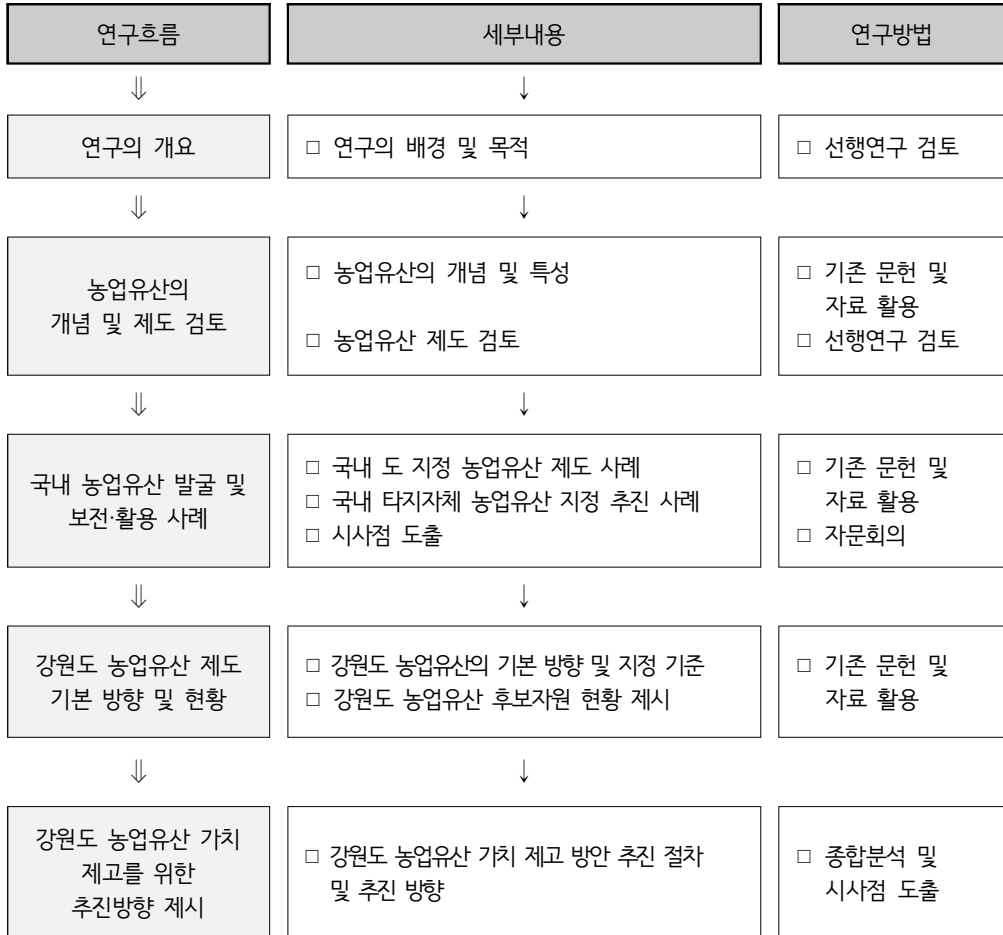 연구흐름
세부내용
연구방법
⇓
↓
연구의 개요
□ 연구의 배경 및 목적
□ 선행연구 검토
⇓
↓
농업유산의
개념 및 제도 검토
□ 농업유산의 개념 및 특성
□ 농업유산 제도 검토
□ 기존 문헌 및
자료 활용
□ 선행연구 검토
⇓
↓
국내 농업유산 발굴 및
보전·활용 사례
□ 국내 도 지정 농업유산 제도 사례
□ 국내 타지자체 농업유산 지정 추진 사례
□ 시사점 도출
□ 기존 문헌 및
자료 활용
□ 자문회의
⇓
↓
강원도 농업유산 제도
기본 방향 및 현황
□ 강원도 농업유산의 기본 방향 및 지정 기준
□ 강원도 농업유산 후보자원 현황 제시
□ 기존 문헌 및
자료 활용
⇓
↓
강원도 농업유산 가치
제고를 위한
추진방향 제시
□ 강원도 농업유산 가치 제고 방안 추진 절차
및 추진 방향
□ 종합분석 및
시사점 도출